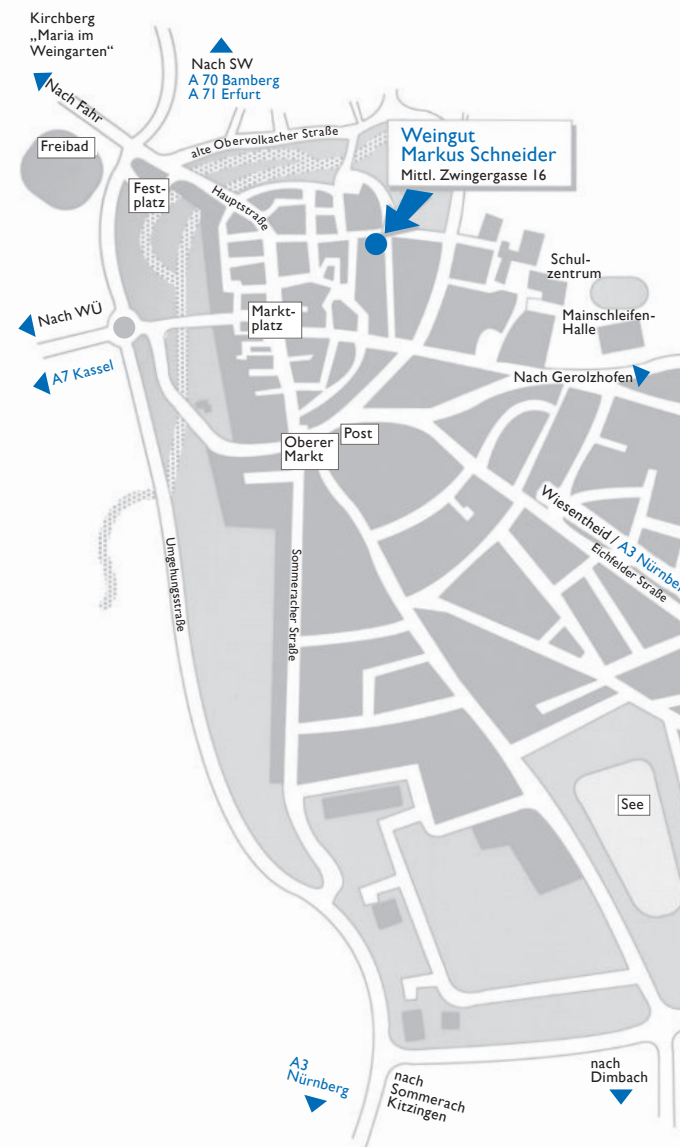 Kirchberg
„Maria im
Weingarten“
Nach Fahr
Nach SW
A 70 Bamberg
A 71 Erfurt
Freibad
alte Obervolkacher Straße
Weingut
Markus Schneider
Mittl. Zwingergasse 16
Fest-
platz
Hauptstraße
Schul-
zentrum
Nach WÜ
Markt-
platz
Mainschleifen-
Halle
A7 Kassel
Nach Gerolzhofen
Oberer
Markt
Post
Wiesentheid / A3 Nürnberg
Eichfelder Straße
Umgehungsstraße
Sommeracher Straße
See
A3
Nürnberg
nach
Sommerach
Kitzingen
nach
Dimbach